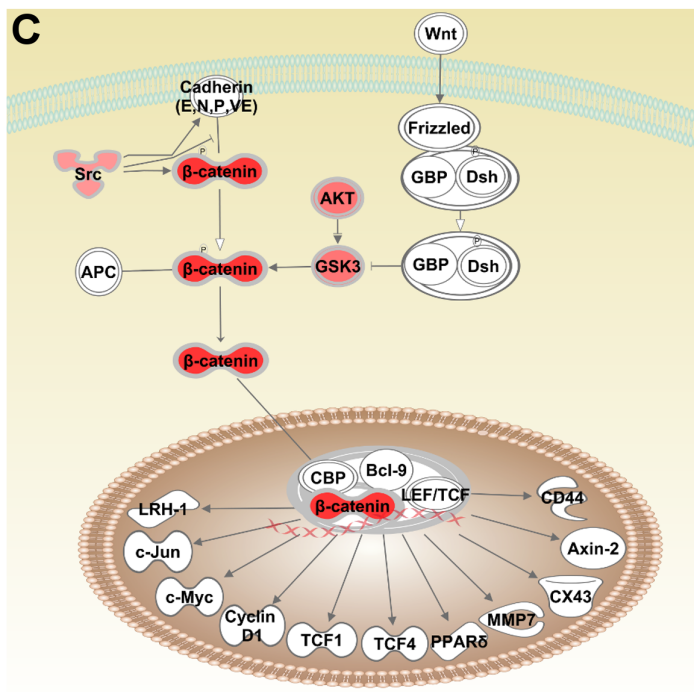 C
Wnt
Cadherin
(E,N,P,VE)
Frizzled
P
P
Src
β-catenin
GBP
Dsh
AKT
P
P
APC
β-catenin
GSK3
GBP
Dsh
β-catenin
CBP
Bcl-9
LEF/TCF
β-catenin
CD44
LRH-1
c-Jun
Axin-2
c-Myc
CX43
Cyclin
D1
MMP7
TCF1
TCF4
PPARδ